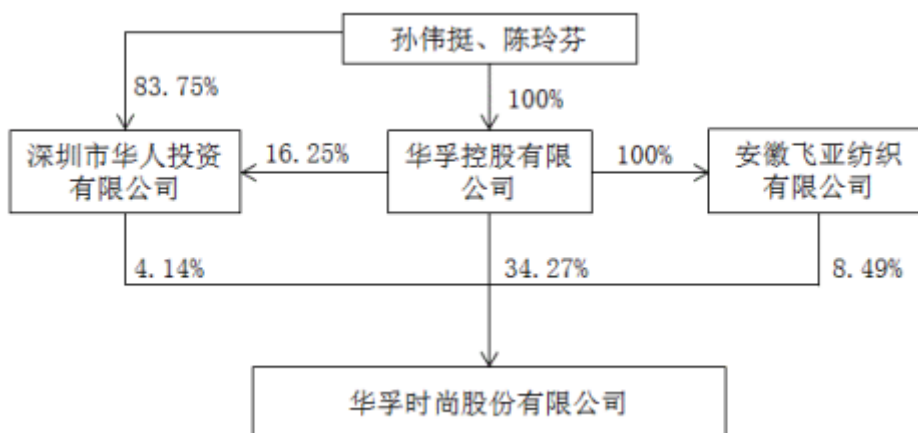 孙伟挺、陈玲芬
83.75%
100%
深圳市华人投资
有限公司
16.25%
华孚控股有限
公司
100%
安徽飞亚纺织
有限公司
4.14%
34.27%
8.49%
华孚时尚股份有限公司